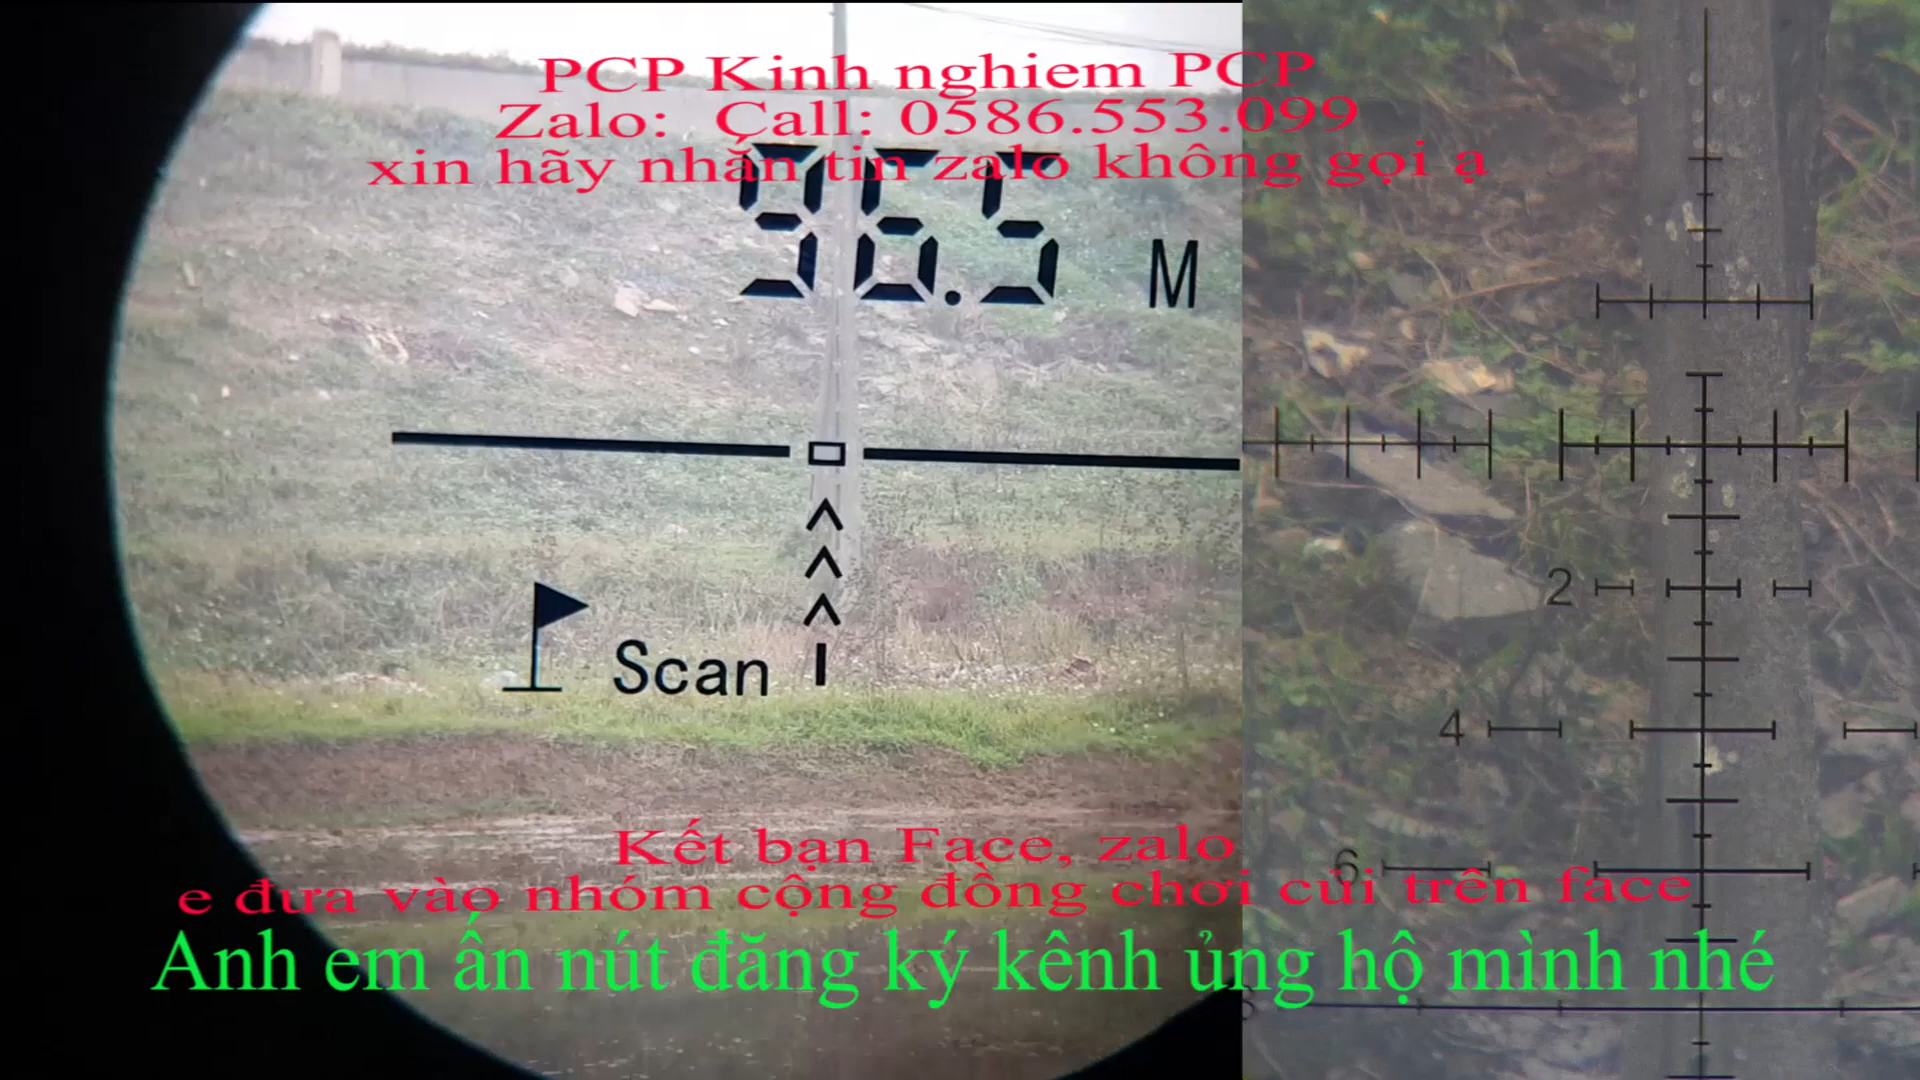 PCP Kinh nghiem PCP
Zalo: Call: 0586.553.099
xin hãy nhắn tin zalo không gọi ạ
96.5 M
Scan
2
4
6
8
Kết bạn Face, zalo
e đưa vào nhóm cộng đồng chơi củi trên face
Anh em ấn nút đăng ký kênh ủng hộ mình nhé